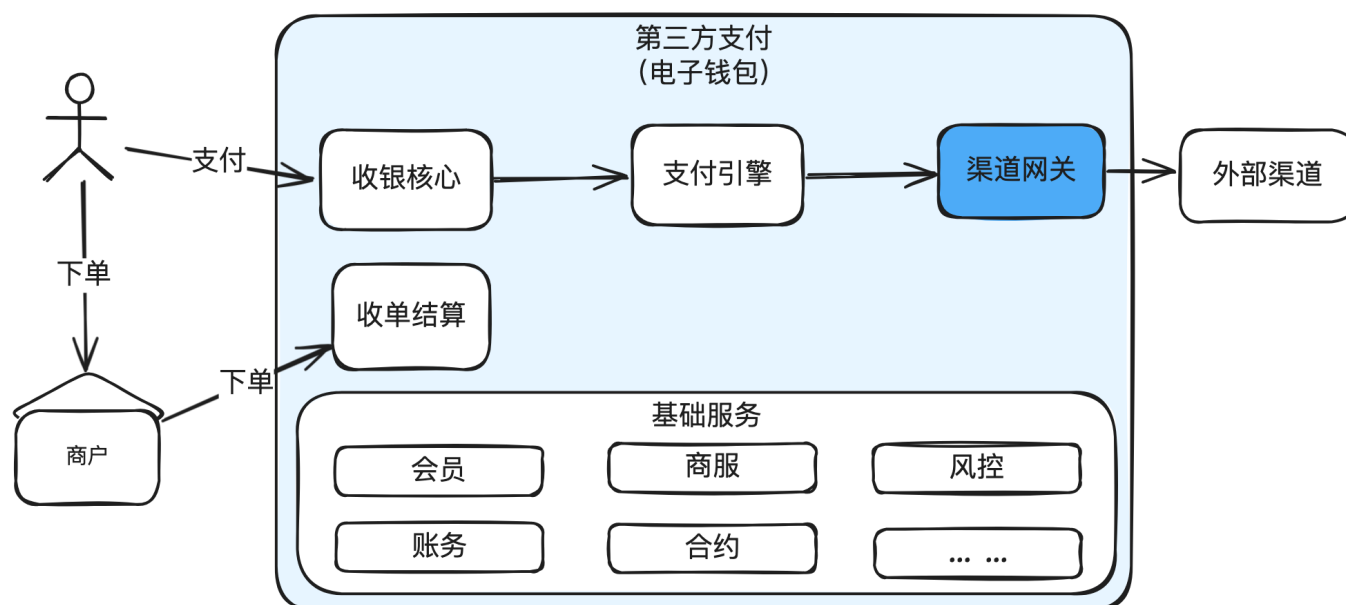 第三方支付
(电子钱包)
支付
收银核心
支付引擎
渠道网关
外部渠道
下单
收单结算
下单
商户
基础服务
会员
商服
风控
账务
合约
... ...